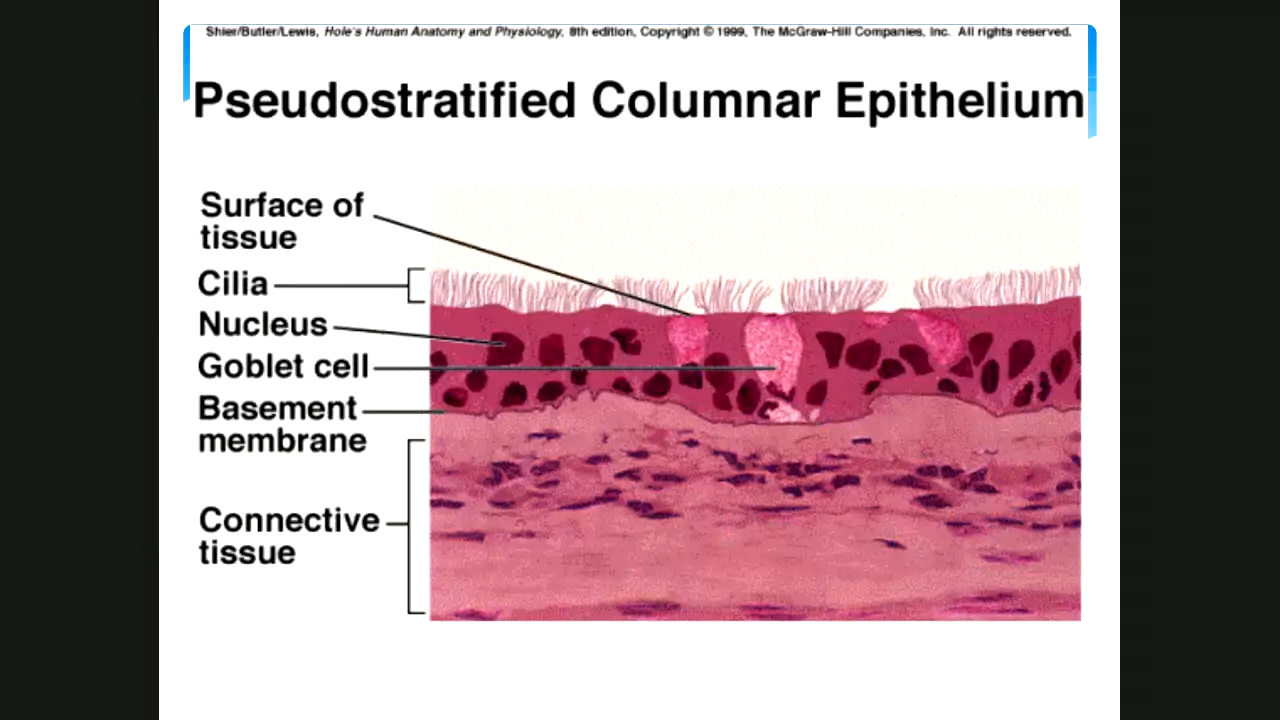 Shier/Butler/Lewis, Hole's Human Anatomy and Physiology, 8th edition, Copyright © 1999, The McGraw-Hill Companies, Inc. All rights reserved.
Pseudostratified Columnar Epithelium
Surface of
tissue
Cilia
Nucleus
Goblet cell
Basement
membrane
Connective
tissue